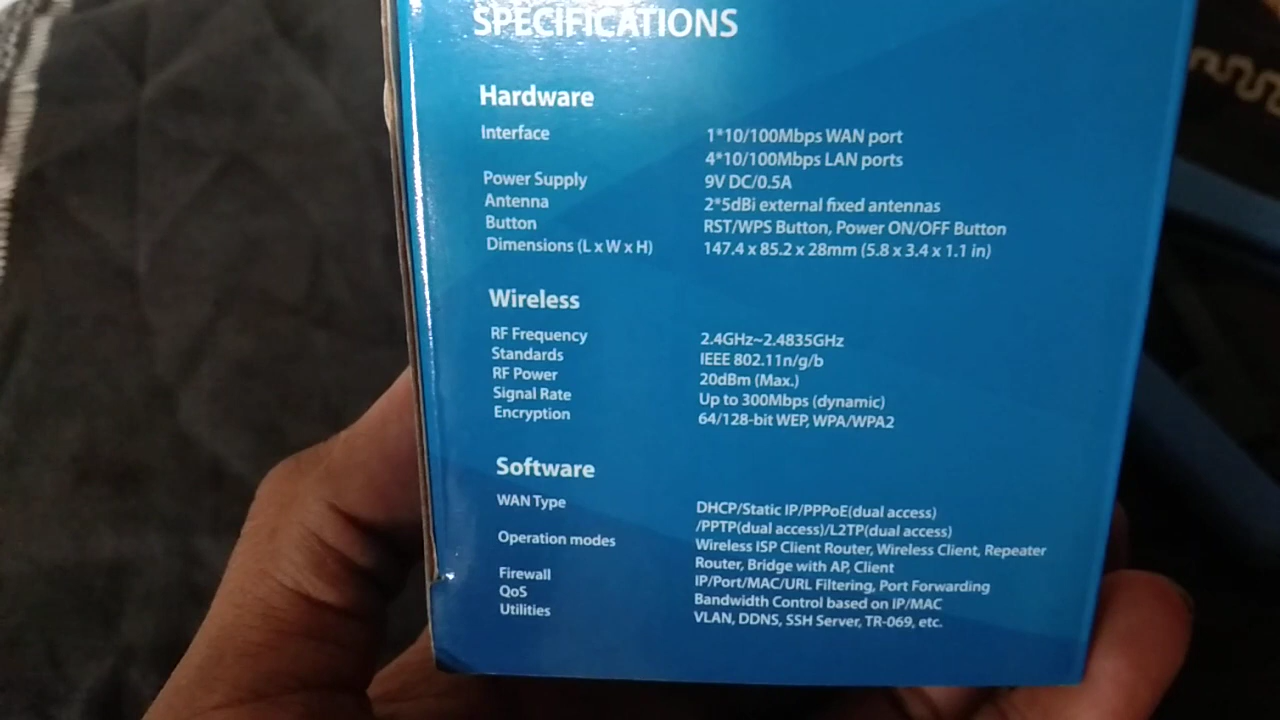 SPECIFICATIONS
Hardware
Interface 1*10/100Mbps WAN port
4*10/100Mbps LAN ports
Power Supply 9V DC/0.5A
Antenna 2*5dBi external fixed antennas
Button RST/WPS Button, Power ON/OFF Button
Dimensions (L x W x H) 147.4 x 85.2 x 28mm (5.8 x 3.4 x 1.1 in)
Wireless
RF Frequency 2.4GHz~2.4835GHz
Standards IEEE 802.11n/g/b
RF Power 20dBm (Max.)
Signal Rate Up to 300Mbps (dynamic)
Encryption 64/128-bit WEP, WPA/WPA2
Software
WAN Type DHCP/Static IP/PPPoE(dual access)
/PPTP(dual access)/L2TP(dual access)
Operation modes Wireless ISP Client Router, Wireless Client, Repeater
Router, Bridge with AP, Client
Firewall IP/Port/MAC/URL Filtering, Port Forwarding
QoS Bandwidth Control based on IP/MAC
Utilities VLAN, DDNS, SSH Server, TR-069, etc.